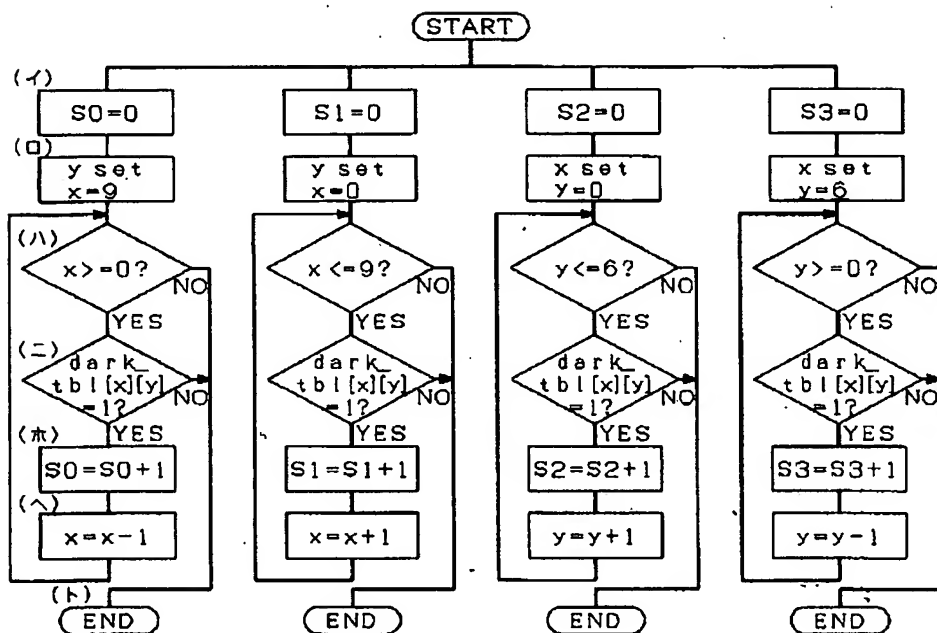 START
(イ)
S0=0
S1=0
S2=0
S3=0
(ロ)
y set
x=9
y set
x=0
x set
y=0
x set
y=6
(ハ)
x>=0?
x<=9?
y<=6?
y>=0?
NO
NO
NO
NO
YES
YES
YES
YES
(ニ)
dark_
tbl[x][y]
=1?
dark_
tbl[x][y]
=1?
dark_
tbl[x][y]
=1?
dark_
tbl[x][y]
=1?
NO
NO
NO
NO
YES
YES
YES
YES
(ホ)
S0=S0+1
S1=S1+1
S2=S2+1
S3=S3+1
(ヘ)
x=x-1
x=x+1
y=y+1
y=y-1
(ト)
END
END
END
END